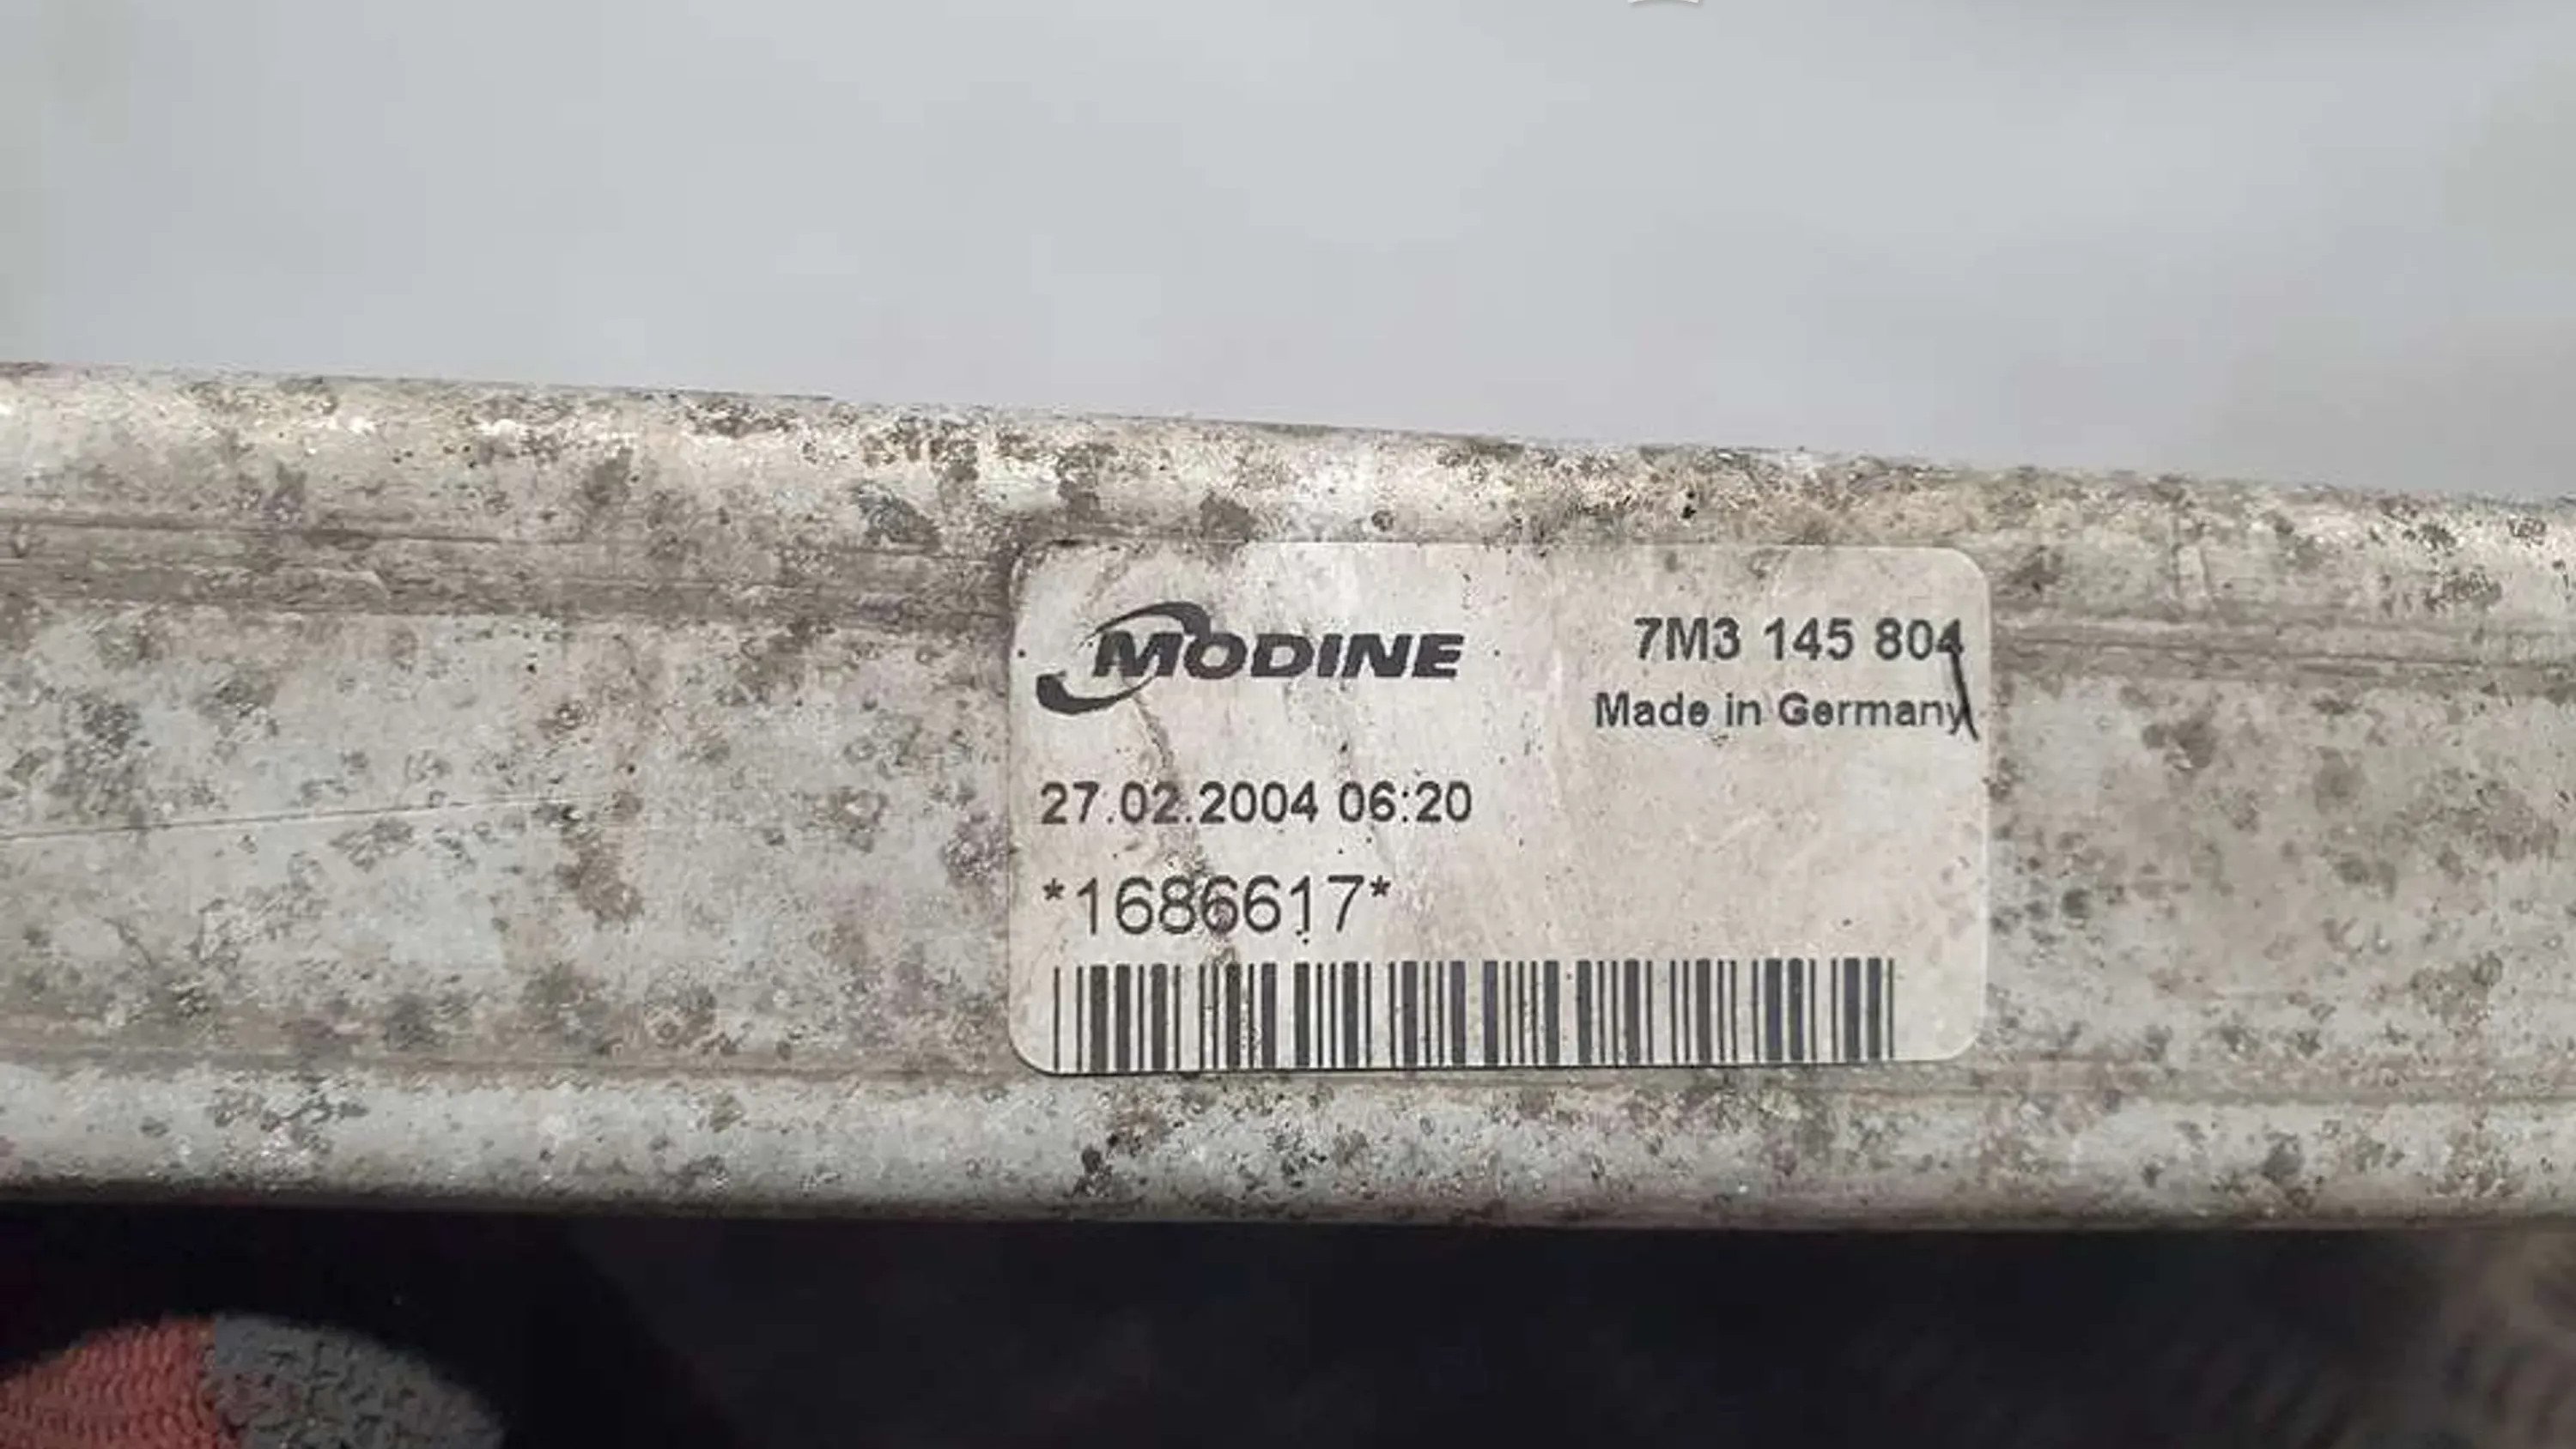 MODINE
7M3 145 804
Made in Germany
27.02.2004 06:20
*1686617*